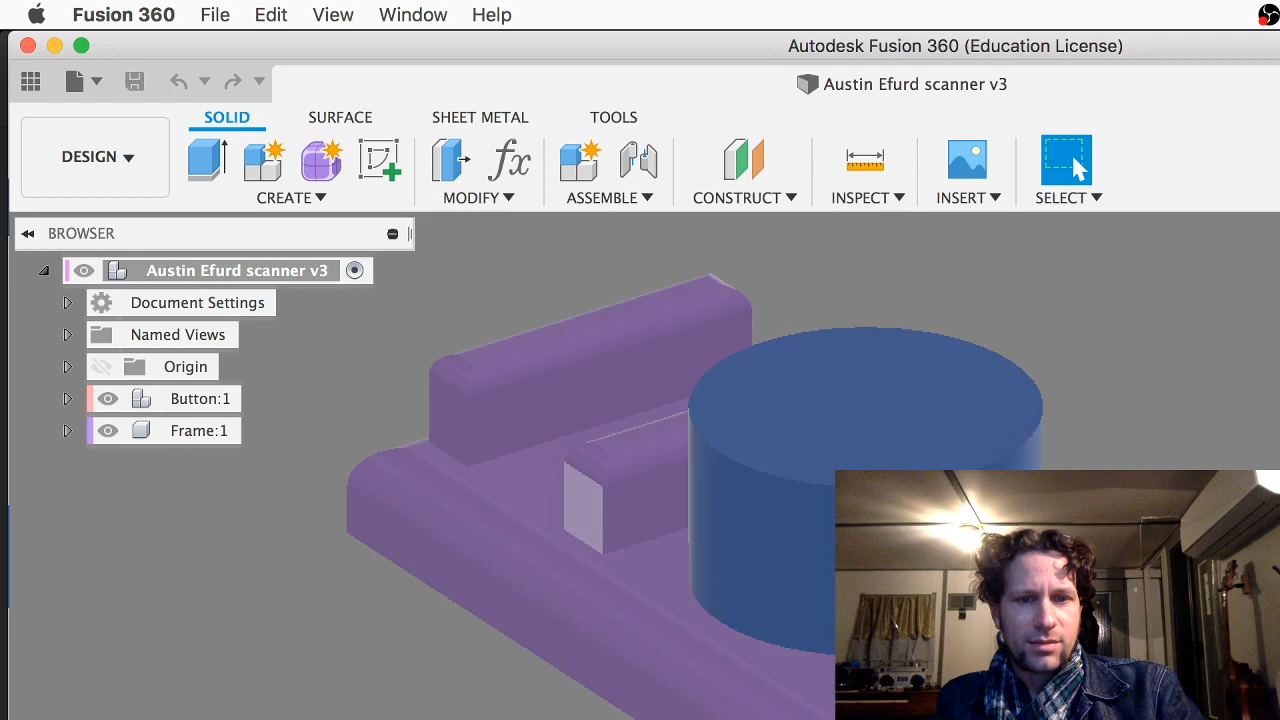 Fusion 360 File Edit View Window Help
Autodesk Fusion 360 (Education License)
Austin Efurd scanner v3
SOLID SURFACE SHEET METAL TOOLS
DESIGN
fx
CREATE MODIFY ASSEMBLE CONSTRUCT INSPECT INSERT SELECT
BROWSER
Austin Efurd scanner v3
Document Settings
Named Views
Origin
Button:1
Frame:1